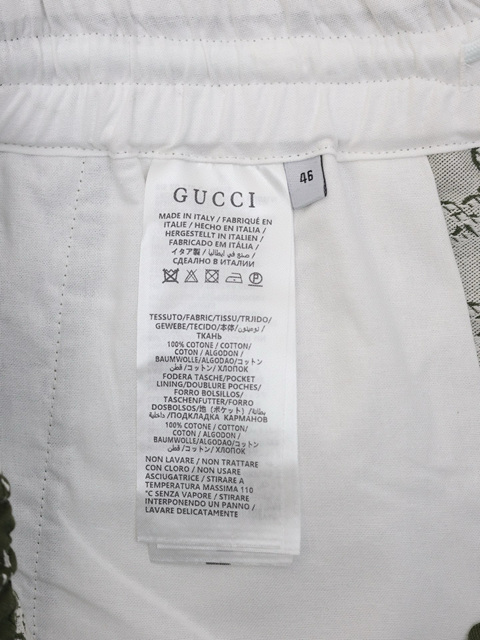 46
GUCCI
MADE IN ITALY / FABRIQUÉ EN
ITALIE / HECHO EN ITALIA /
HERGESTELLT IN ITALIEN /
FABRICADO EM ITÁLIA /
イタリア製 / صنع في إيطاليا /
СДЕЛАНО В ИТАЛИИ
TESSUTO/FABRIC/TISSU/TRJIDO/
GEWEBE/TECIDO/本体/
ТКАНЬ
100% COTONE / COTTON/
COTON / ALGODON /
BAUMWOLLE/ALGODAO/コットン
قطن/コットン/ ХЛОПОК
FODERA TASCHE/POCKET
LINING/DOUBLURE POCHES/
FORRO BOLSILLOS/
TASCHENFUTTER/FORRO
DOSBOLSOS/地（ポケット）/بطانة
داخلية/ПОДКЛАДКА КАРМАНОВ
100% COTONE / COTTON/
COTON / ALGODON /
BAUMWOLLE/ALGODAO/コットン
قطن/コットン/ ХЛОПОК
NON LAVARE / NON TRATTARE
CON CLORO / NON USARE
ASCIUGATRICE / STIRARE A
TEMPERATURA MASSIMA 110
°C SENZA VAPORE / STIRARE
INTERPONENDO UN PANNO /
LAVARE DELICATAMENTE